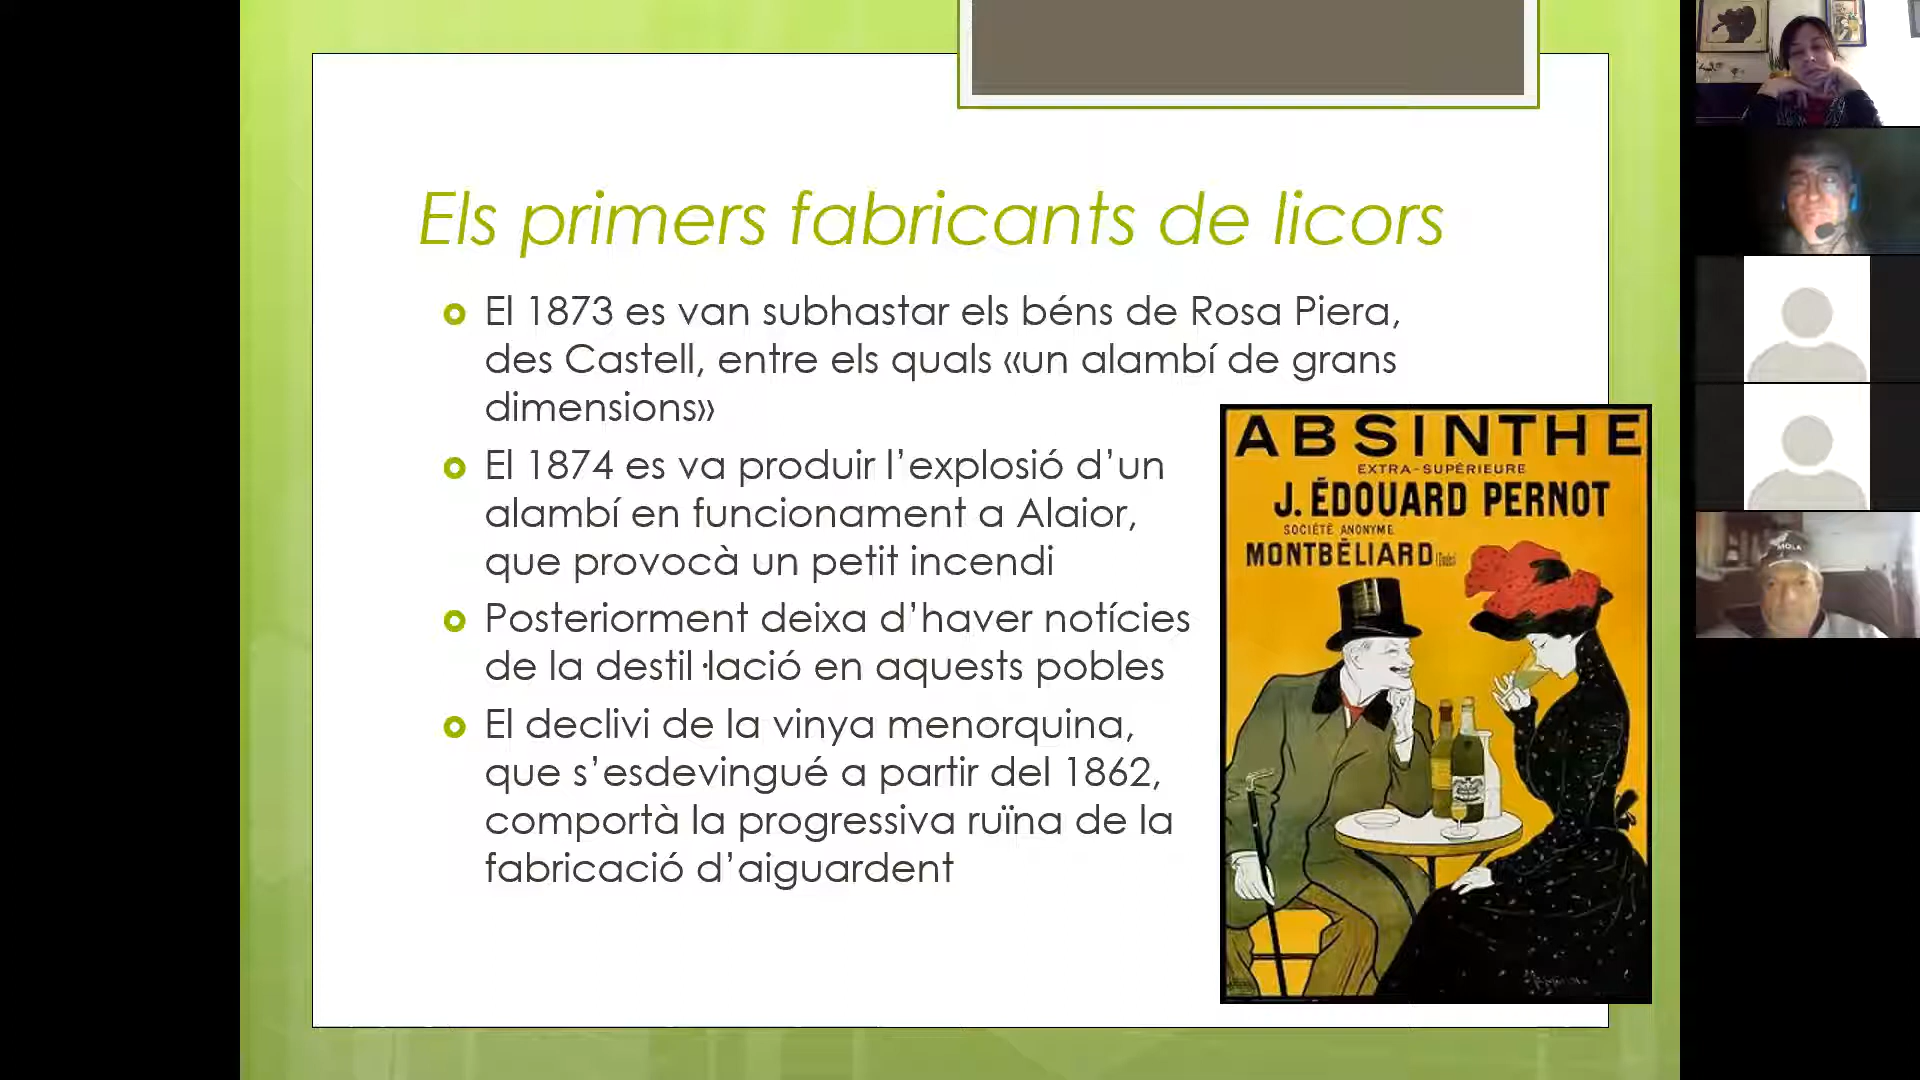 Els primers fabricants de licors
El 1873 es van subhastar els béns de Rosa Piera,
des Castell, entre els quals «un alambí de grans
dimensions»
El 1874 es va produir l’explosió d’un
alambí en funcionament a Alaior,
que provocà un petit incendi
Posteriorment deixa d’haver notícies
de la destil·lació en aquests pobles
El declivi de la vinya menorquina,
que s’esdevingué a partir del 1862,
comportà la progressiva ruïna de la
fabricació d’aiguardent
ABSINTHE
EXTRA-SUPÉRIEURE
J. ÉDOUARD PERNOT
SOCIÉTÉ ANONYME
MONTBÉLIARD
MOLA